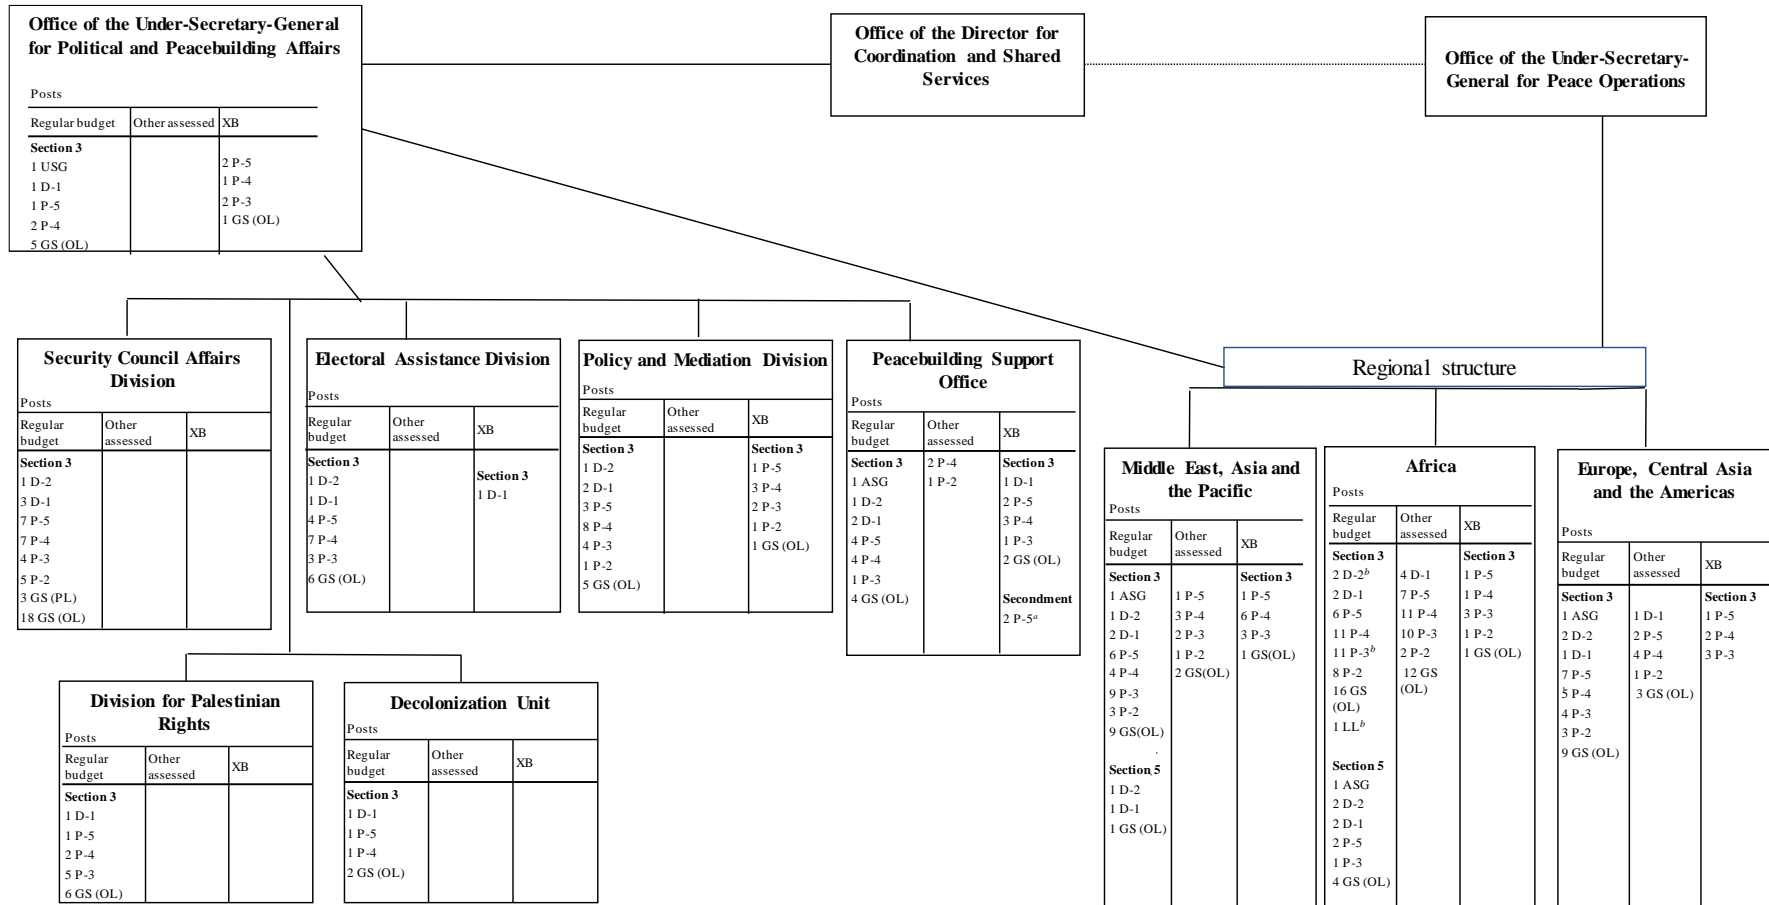 Office of the Under-Secretary-General
for Political and Peacebuilding Affairs
Posts
Regular budget
Other assessed
XB
Section 3
1 USG
1 D-1
1 P-5
2 P-4
5 GS (OL)
2 P-5
1 P-4
2 P-3
1 GS (OL)
Office of the Director for
Coordination and Shared
Services
Office of the Under-Secretary-
General for Peace Operations
Security Council Affairs
Division
Posts
Regular
budget
Other
assessed
XB
Section 3
1 D-2
3 D-1
7 P-5
7 P-4
4 P-3
5 P-2
3 GS (PL)
18 GS (OL)
Electoral Assistance Division
Posts
Regular
budget
Other
assessed
XB
Section 3
1 D-2
1 D-1
4 P-5
7 P-4
3 P-3
6 GS (OL)
Section 3
1 D-1
Policy and Mediation Division
Posts
Regular
budget
Other
assessed
XB
Section 3
1 D-2
2 D-1
3 P-5
8 P-4
4 P-3
1 P-2
5 GS (OL)
Section 3
1 P-5
3 P-4
2 P-3
1 P-2
1 GS (OL)
Peacebuilding Support
Office
Posts
Regular
budget
Other
assessed
XB
Section 3
1 ASG
1 D-2
2 D-1
4 P-5
4 P-4
1 P-3
4 GS (OL)
2 P-4
1 P-2
Section 3
1 D-1
2 P-5
3 P-4
1 P-3
2 GS (OL)
Secondment
2 P-5a
Regional structure
Middle East, Asia and
the Pacific
Posts
Regular
budget
Other
assessed
XB
Section 3
1 ASG
1 D-2
2 D-1
6 P-5
4 P-4
9 P-3
3 P-2
9 GS(OL)
Section 5
1 D-2
1 D-1
1 GS (OL)
1 P-5
3 P-4
2 P-3
1 P-2
2 GS(OL)
Section 3
1 P-5
6 P-4
3 P-3
1 GS(OL)
Africa
Posts
Regular
budget
Other
assessed
XB
Section 3
2 D-2b
2 D-1
6 P-5
11 P-4
11 P-3b
8 P-2
16 GS
(OL)
1 LLb
Section 5
1 ASG
2 D-2
2 D-1
2 P-5
1 P-3
4 GS (OL)
4 D-1
7 P-5
11 P-4
10 P-3
2 P-2
12 GS
(OL)
Section 3
1 P-5
1 P-4
3 P-3
1 P-2
1 GS (OL)
Europe, Central Asia
and the Americas
Posts
Regular
budget
Other
assessed
XB
Section 3
1 ASG
2 D-2
1 D-1
7 P-5
5 P-4
4 P-3
3 P-2
9 GS (OL)
1 D-1
2 P-5
4 P-4
1 P-2
3 GS (OL)
Section 3
1 P-5
2 P-4
3 P-3
Division for Palestinian
Rights
Posts
Regular
budget
Other
assessed
XB
Section 3
1 D-1
1 P-5
2 P-4
5 P-3
6 GS (OL)
Decolonization Unit
Posts
Regular
budget
Other
assessed
XB
Section 3
1 D-1
1 P-5
1 P-4
2 GS (OL)